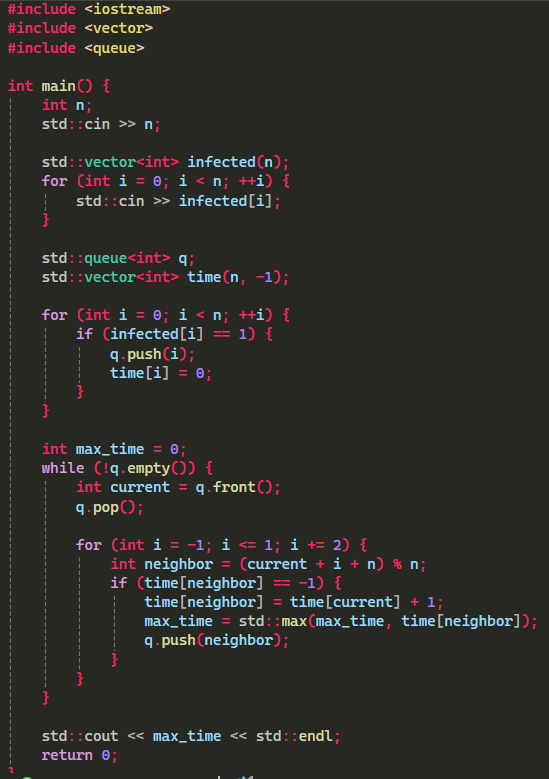 #include <iostream>
#include <vector>
#include <queue>

int main() {
    int n;
    std::cin >> n;

    std::vector<int> infected(n);
    for (int i = 0; i < n; ++i) {
        std::cin >> infected[i];
    }

    std::queue<int> q;
    std::vector<int> time(n, -1);

    for (int i = 0; i < n; ++i) {
        if (infected[i] == 1) {
            q.push(i);
            time[i] = 0;
        }
    }

    int max_time = 0;
    while (!q.empty()) {
        int current = q.front();
        q.pop();

        for (int i = -1; i <= 1; i += 2) {
            int neighbor = (current + i + n) % n;
            if (time[neighbor] == -1) {
                time[neighbor] = time[current] + 1;
                max_time = std::max(max_time, time[neighbor]);
                q.push(neighbor);
            }
        }
    }

    std::cout << max_time << std::endl;
    return 0;
}